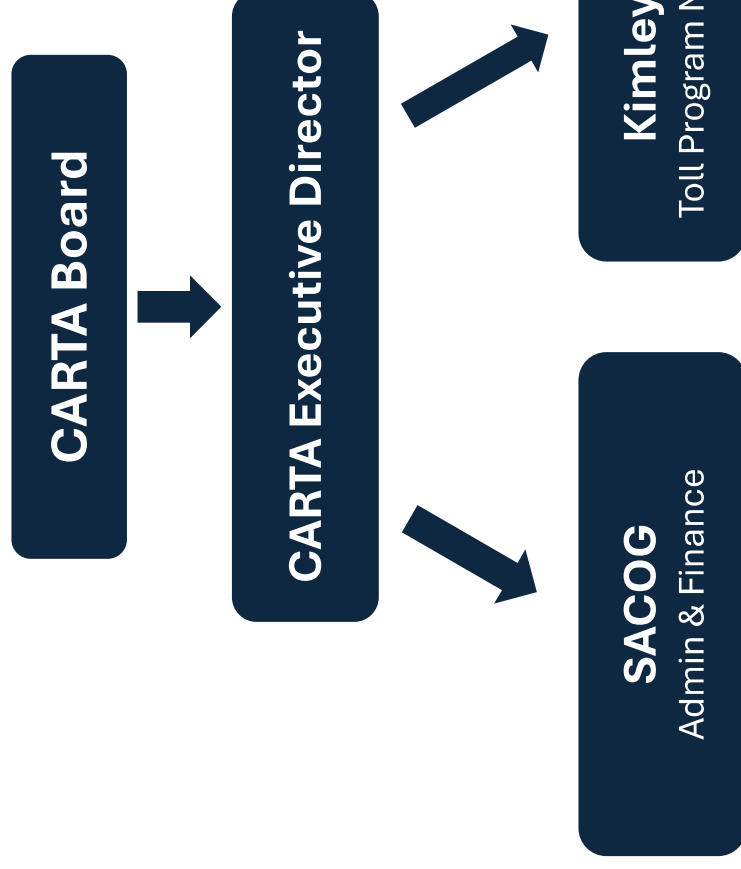 CARTA Board
CARTA Executive Director
SACOG
Admin & Finance
Kimley
Toll Program